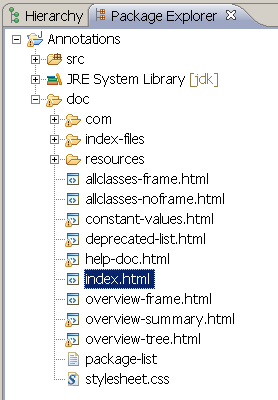 Hierarchy Package Explorer
Annotations
src
JRE System Library [jdk]
doc
com
index-files
resources
allclasses-frame.html
allclasses-noframe.html
constant-values.html
deprecated-list.html
help-doc.html
index.html
overview-frame.html
overview-summary.html
overview-tree.html
package-list
stylesheet.css